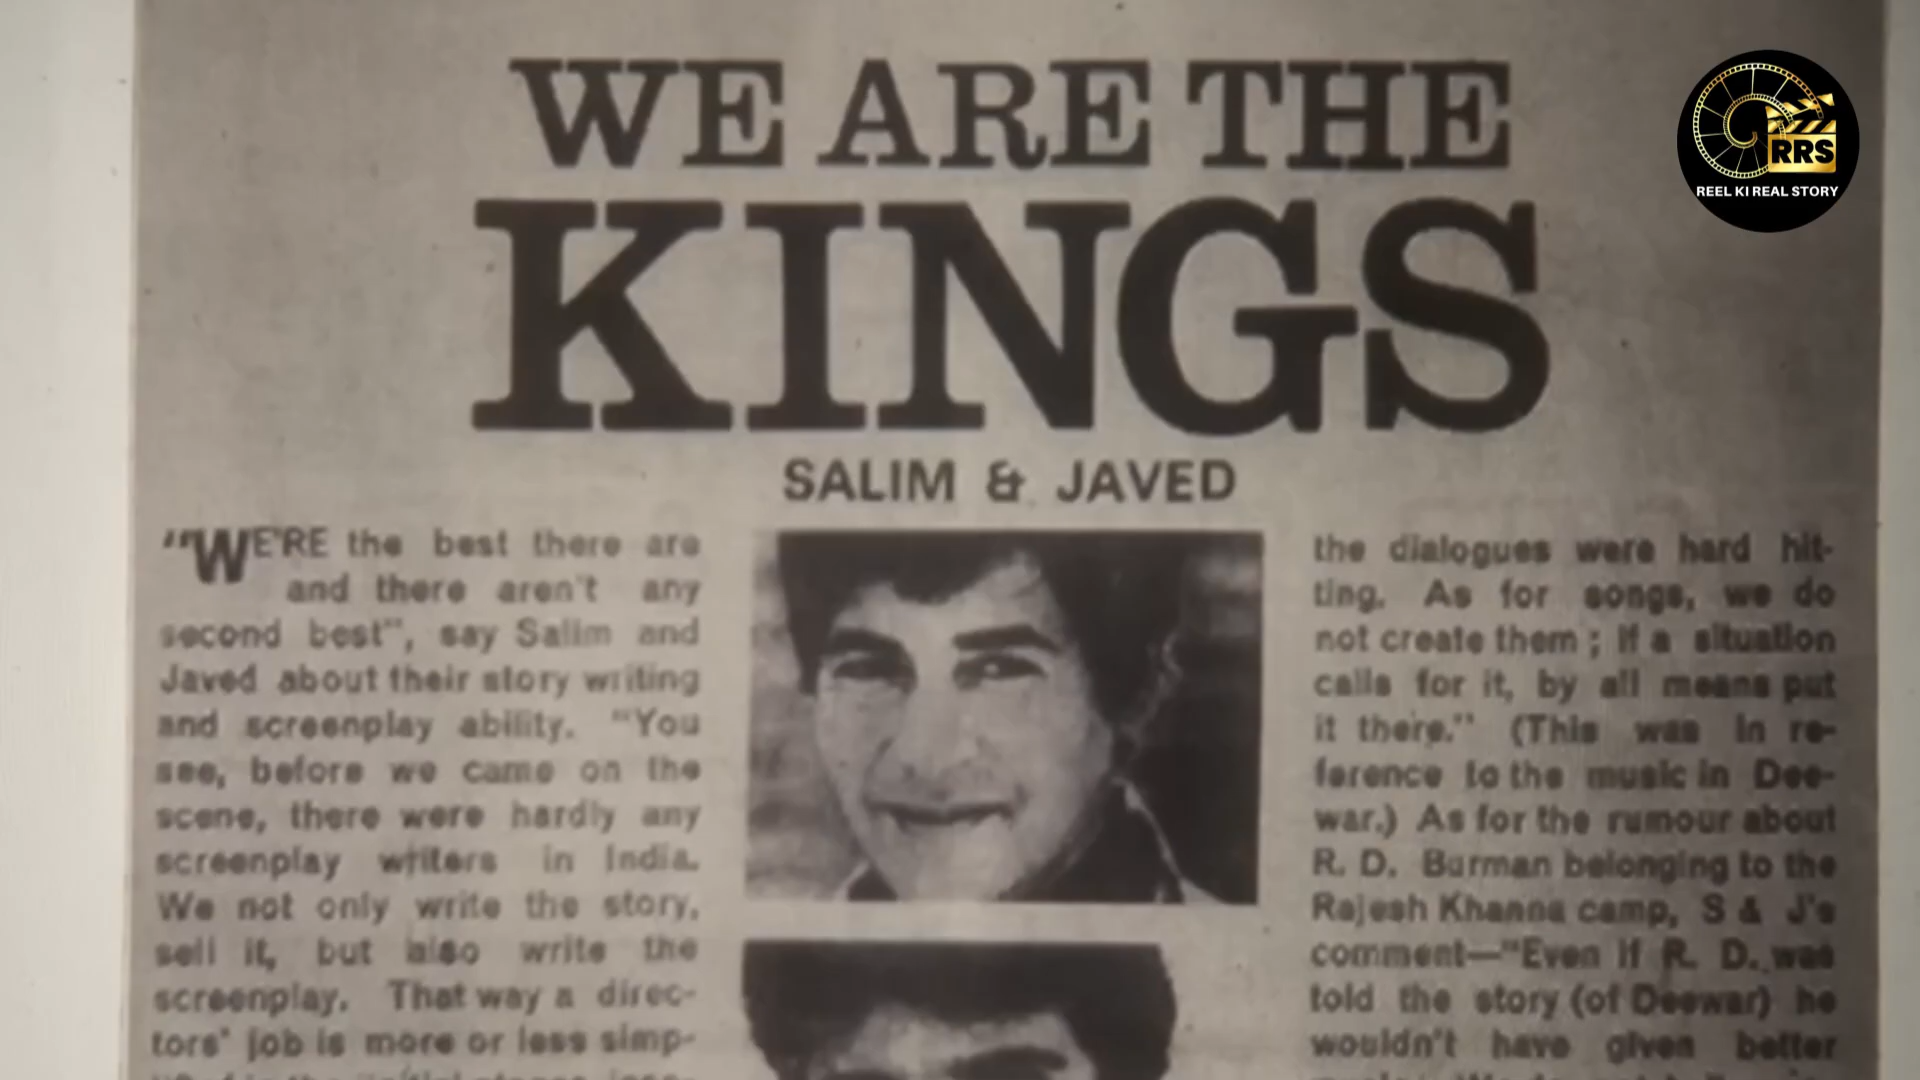 WE ARE THE
KINGS
SALIM & JAVED
"WE'RE the best there are
and there aren't any
second best", say Salim and
Javed about their story writing
and screenplay ability. "You
see, before we came on the
scene, there were hardly any
screenplay writers in India.
We not only write the story,
sell it, but also write the
screenplay. That way a direc-
tors' job is more or less simp-
the dialogues were hard hit-
ting. As for songs, we do
not create them ; if a situation
calls for it, by all means put
it there." (This was in re-
ference to the music in Dee-
war.) As for the rumour about
R. D. Burman belonging to the
Rajesh Khanna camp, S & J's
comment—"Even if R. D. was
told the story (of Deewar) he
wouldn't have given better
RRS
REEL KI REAL STORY